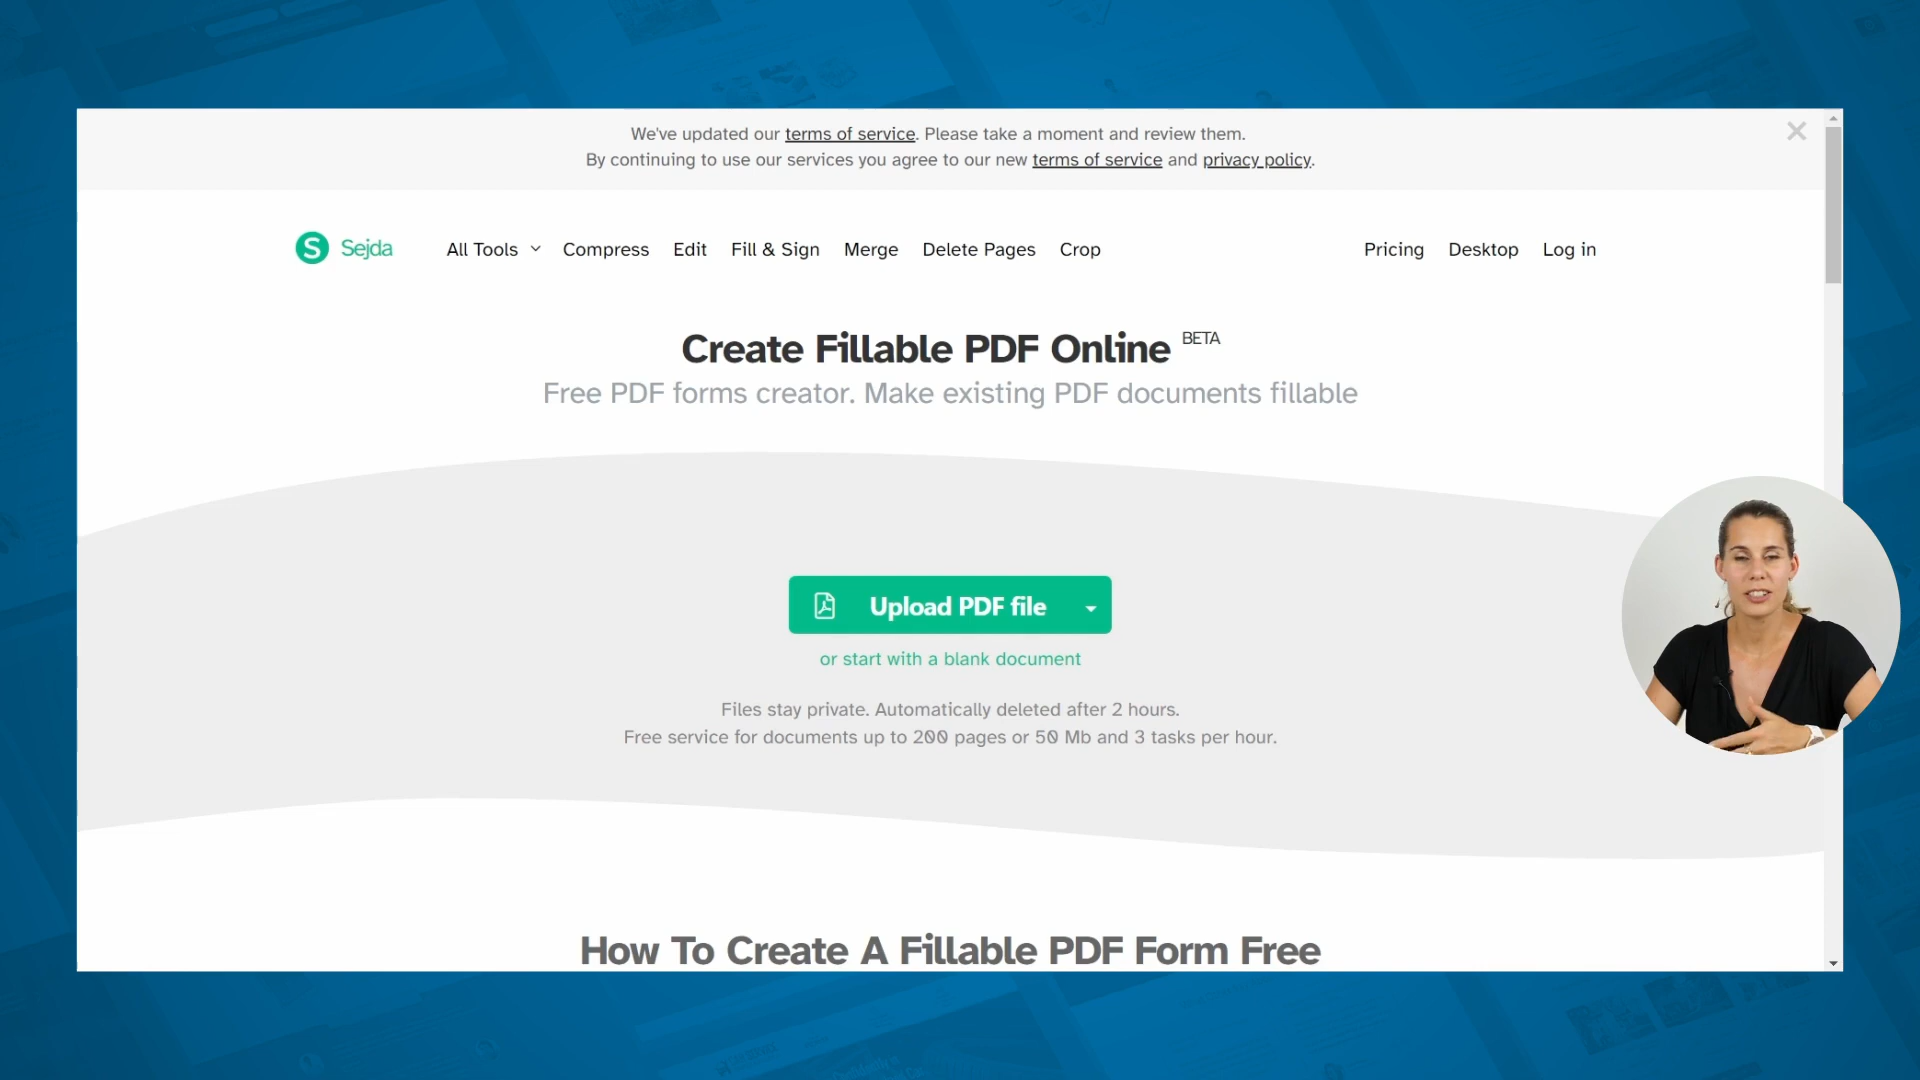 We've updated our terms of service. Please take a moment and review them.
By continuing to use our services you agree to our new terms of service and privacy policy.
S Sejda All Tools Compress Edit Fill & Sign Merge Delete Pages Crop Pricing Desktop Log in
Create Fillable PDF Online BETA
Free PDF forms creator. Make existing PDF documents fillable
Upload PDF file
or start with a blank document
Files stay private. Automatically deleted after 2 hours.
Free service for documents up to 200 pages or 50 Mb and 3 tasks per hour.
How To Create A Fillable PDF Form Free